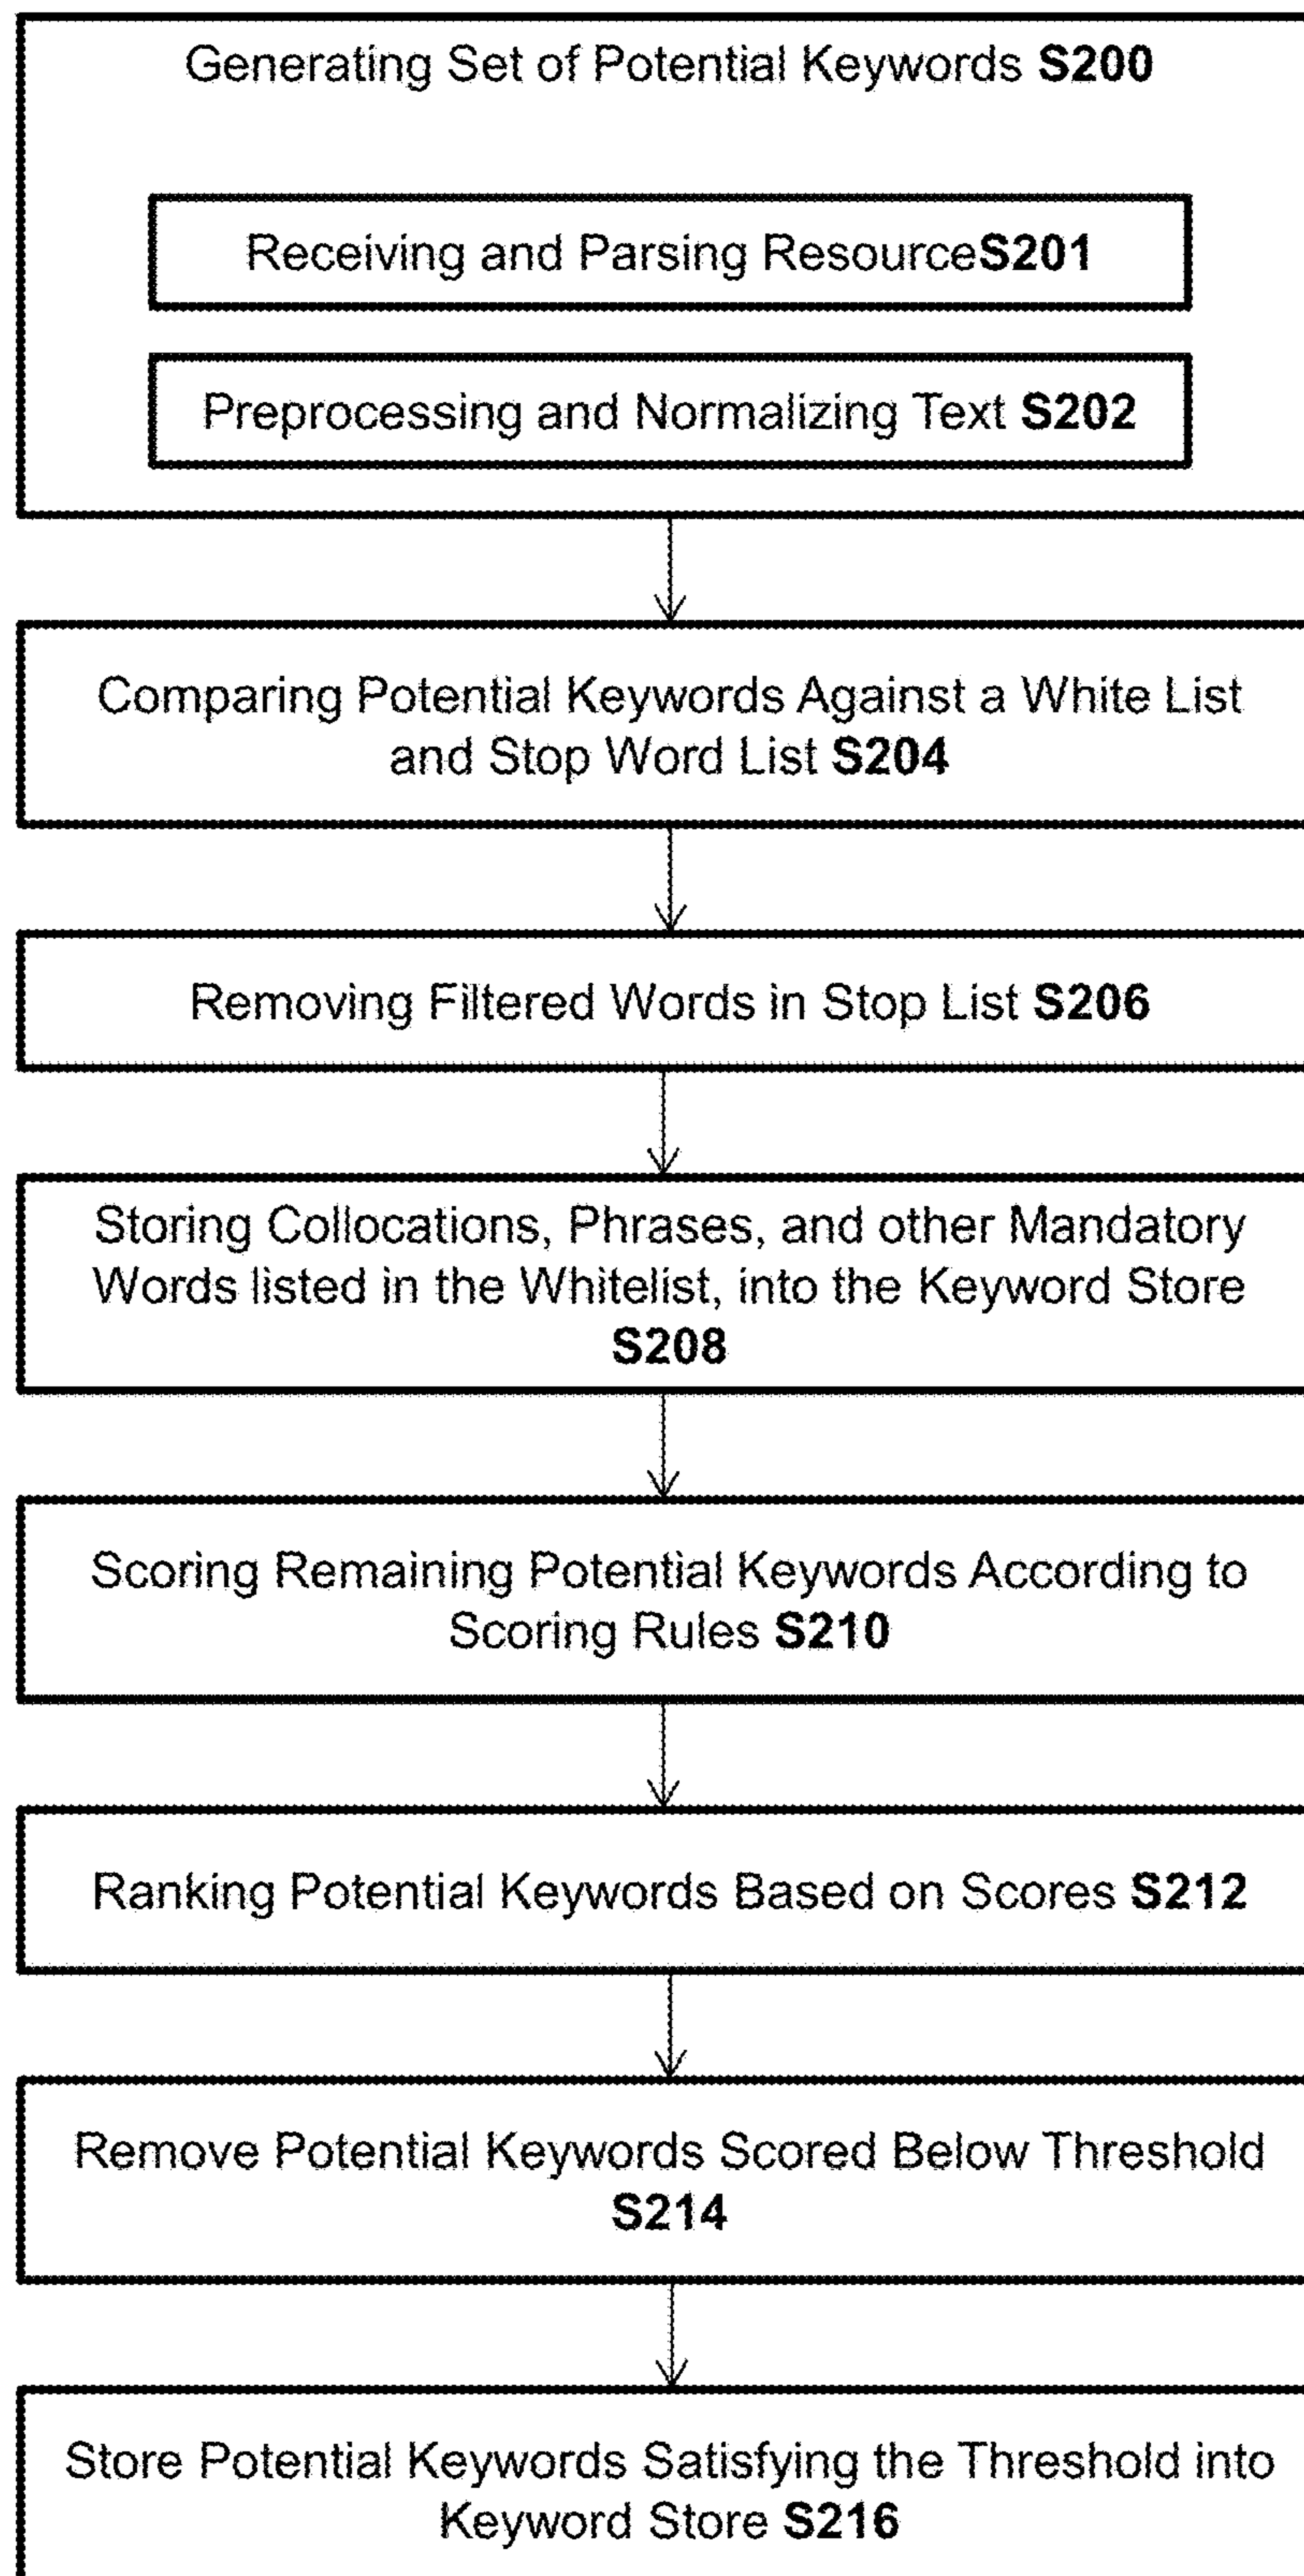 Generating Set of Potential Keywords S200
Receiving and Parsing ResourceS201
Preprocessing and Normalizing Text S202
Comparing Potential Keywords Against a White List
and Stop Word List S204
Removing Filtered Words in Stop List S206
Storing Collocations, Phrases, and other Mandatory
Words listed in the Whitelist, into the Keyword Store
S208
Scoring Remaining Potential Keywords According to
Scoring Rules S210
Ranking Potential Keywords Based on Scores S212
Remove Potential Keywords Scored Below Threshold
S214
Store Potential Keywords Satisfying the Threshold into
Keyword Store S216